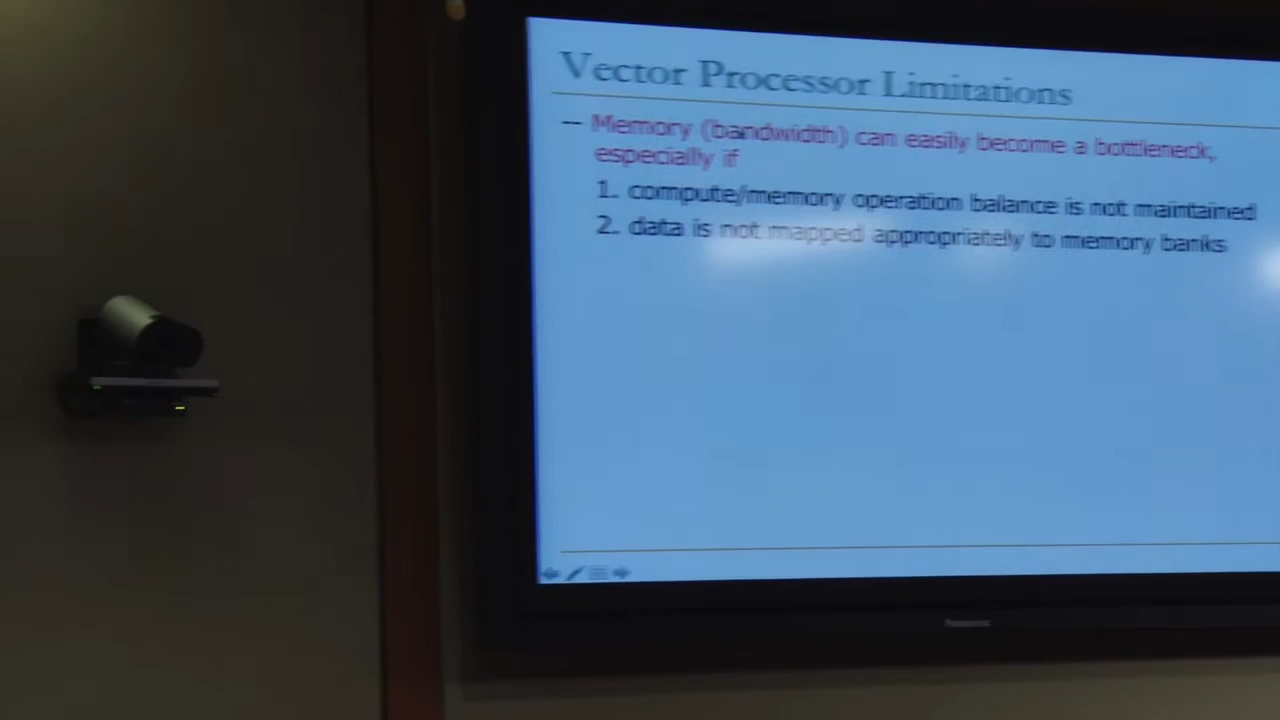 Vector Processor Limitations
-- Memory (bandwidth) can easily become a bottleneck,
especially if
1. compute/memory operation balance is not maintained
2. data is not mapped appropriately to memory banks
Panasonic